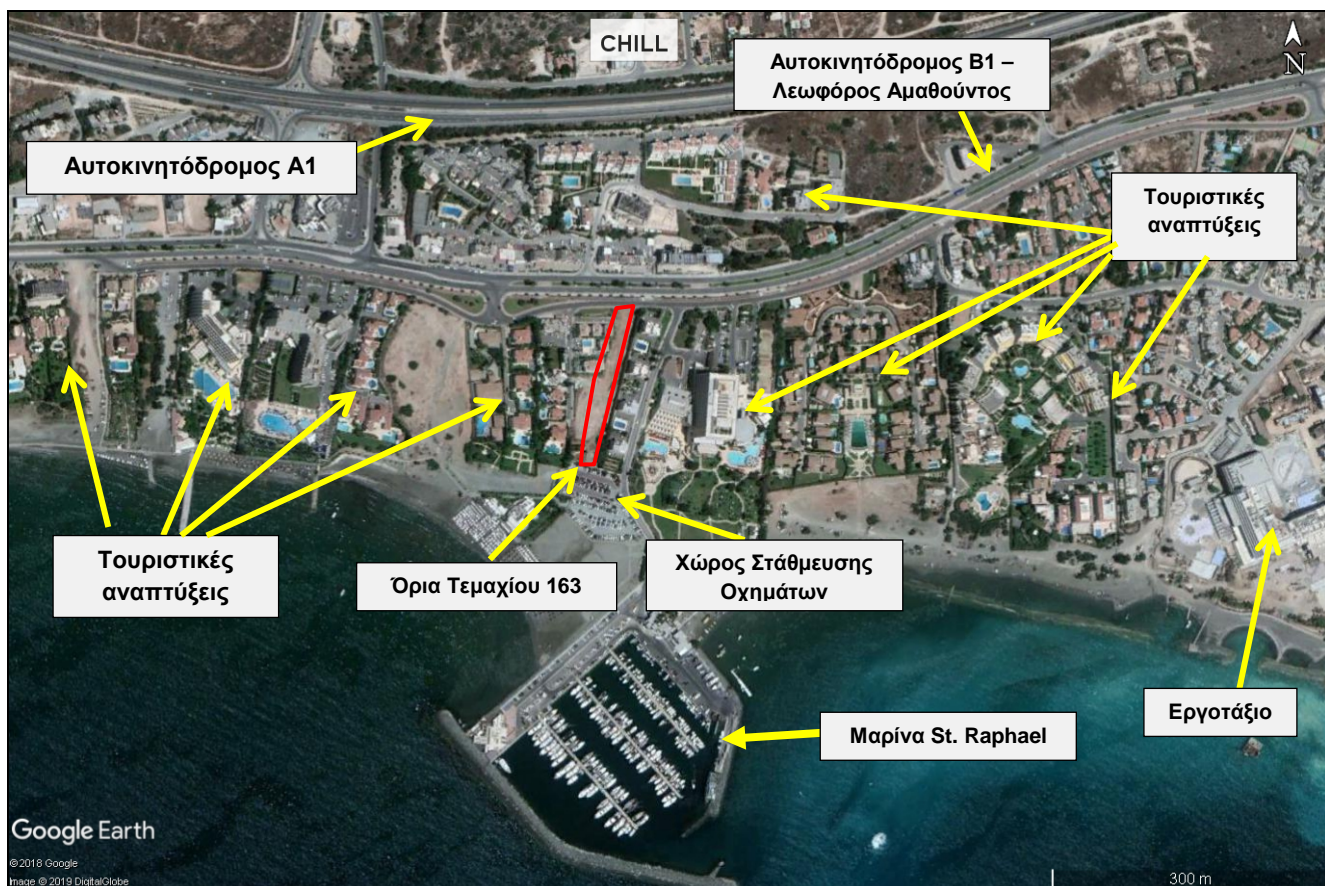 CHILL
N
Αυτοκινητόδρομος Β1 –
Λεωφόρος Αμαθούντος
Αυτοκινητόδρομος Α1
Τουριστικές
αναπτύξεις
Τουριστικές
αναπτύξεις
Όρια Τεμαχίου 163
Χώρος Στάθμευσης
Οχημάτων
Εργοτάξιο
Μαρίνα St. Raphael
Google Earth
©2018 Google
Image © 2019 DigitalGlobe
300 m